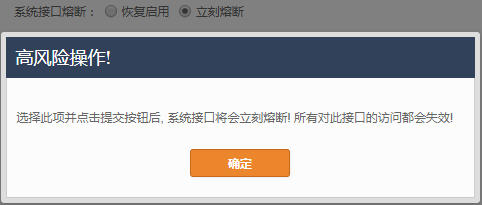 系统接口熔断： 恢复启用 立刻熔断
高风险操作!
选择此项并点击提交按钮后, 系统接口将会立刻熔断! 所有对此接口的访问都会失效!
确定